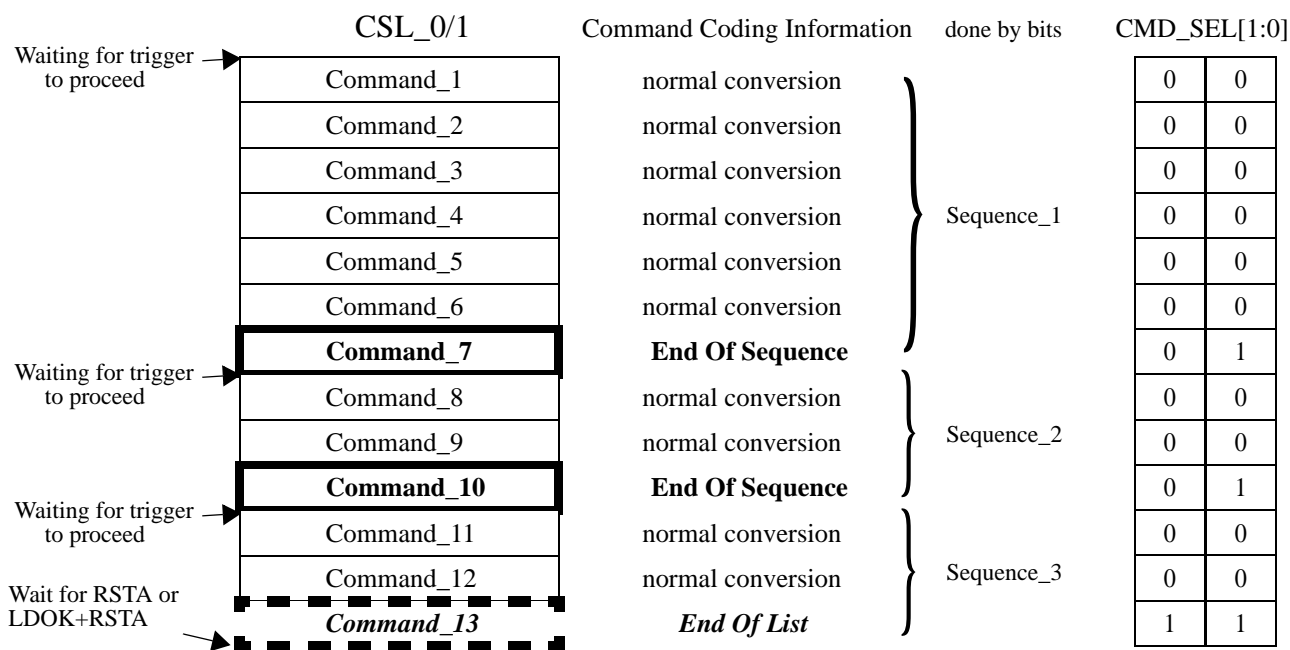 CSL_0/1 Command Coding Information done by bits CMD_SEL[1:0]
Waiting for trigger
to proceed
Command_1 normal conversion 0 0
Command_2 normal conversion 0 0
Command_3 normal conversion 0 0
Command_4 normal conversion Sequence_1 0 0
Command_5 normal conversion 0 0
Command_6 normal conversion 0 0
Command_7 End Of Sequence 0 1
Waiting for trigger
to proceed
Command_8 normal conversion 0 0
Command_9 normal conversion Sequence_2 0 0
Command_10 End Of Sequence 0 1
Waiting for trigger
to proceed
Command_11 normal conversion 0 0
Command_12 normal conversion Sequence_3 0 0
Wait for RSTA or
LDOK+RSTA
Command_13 End Of List 1 1